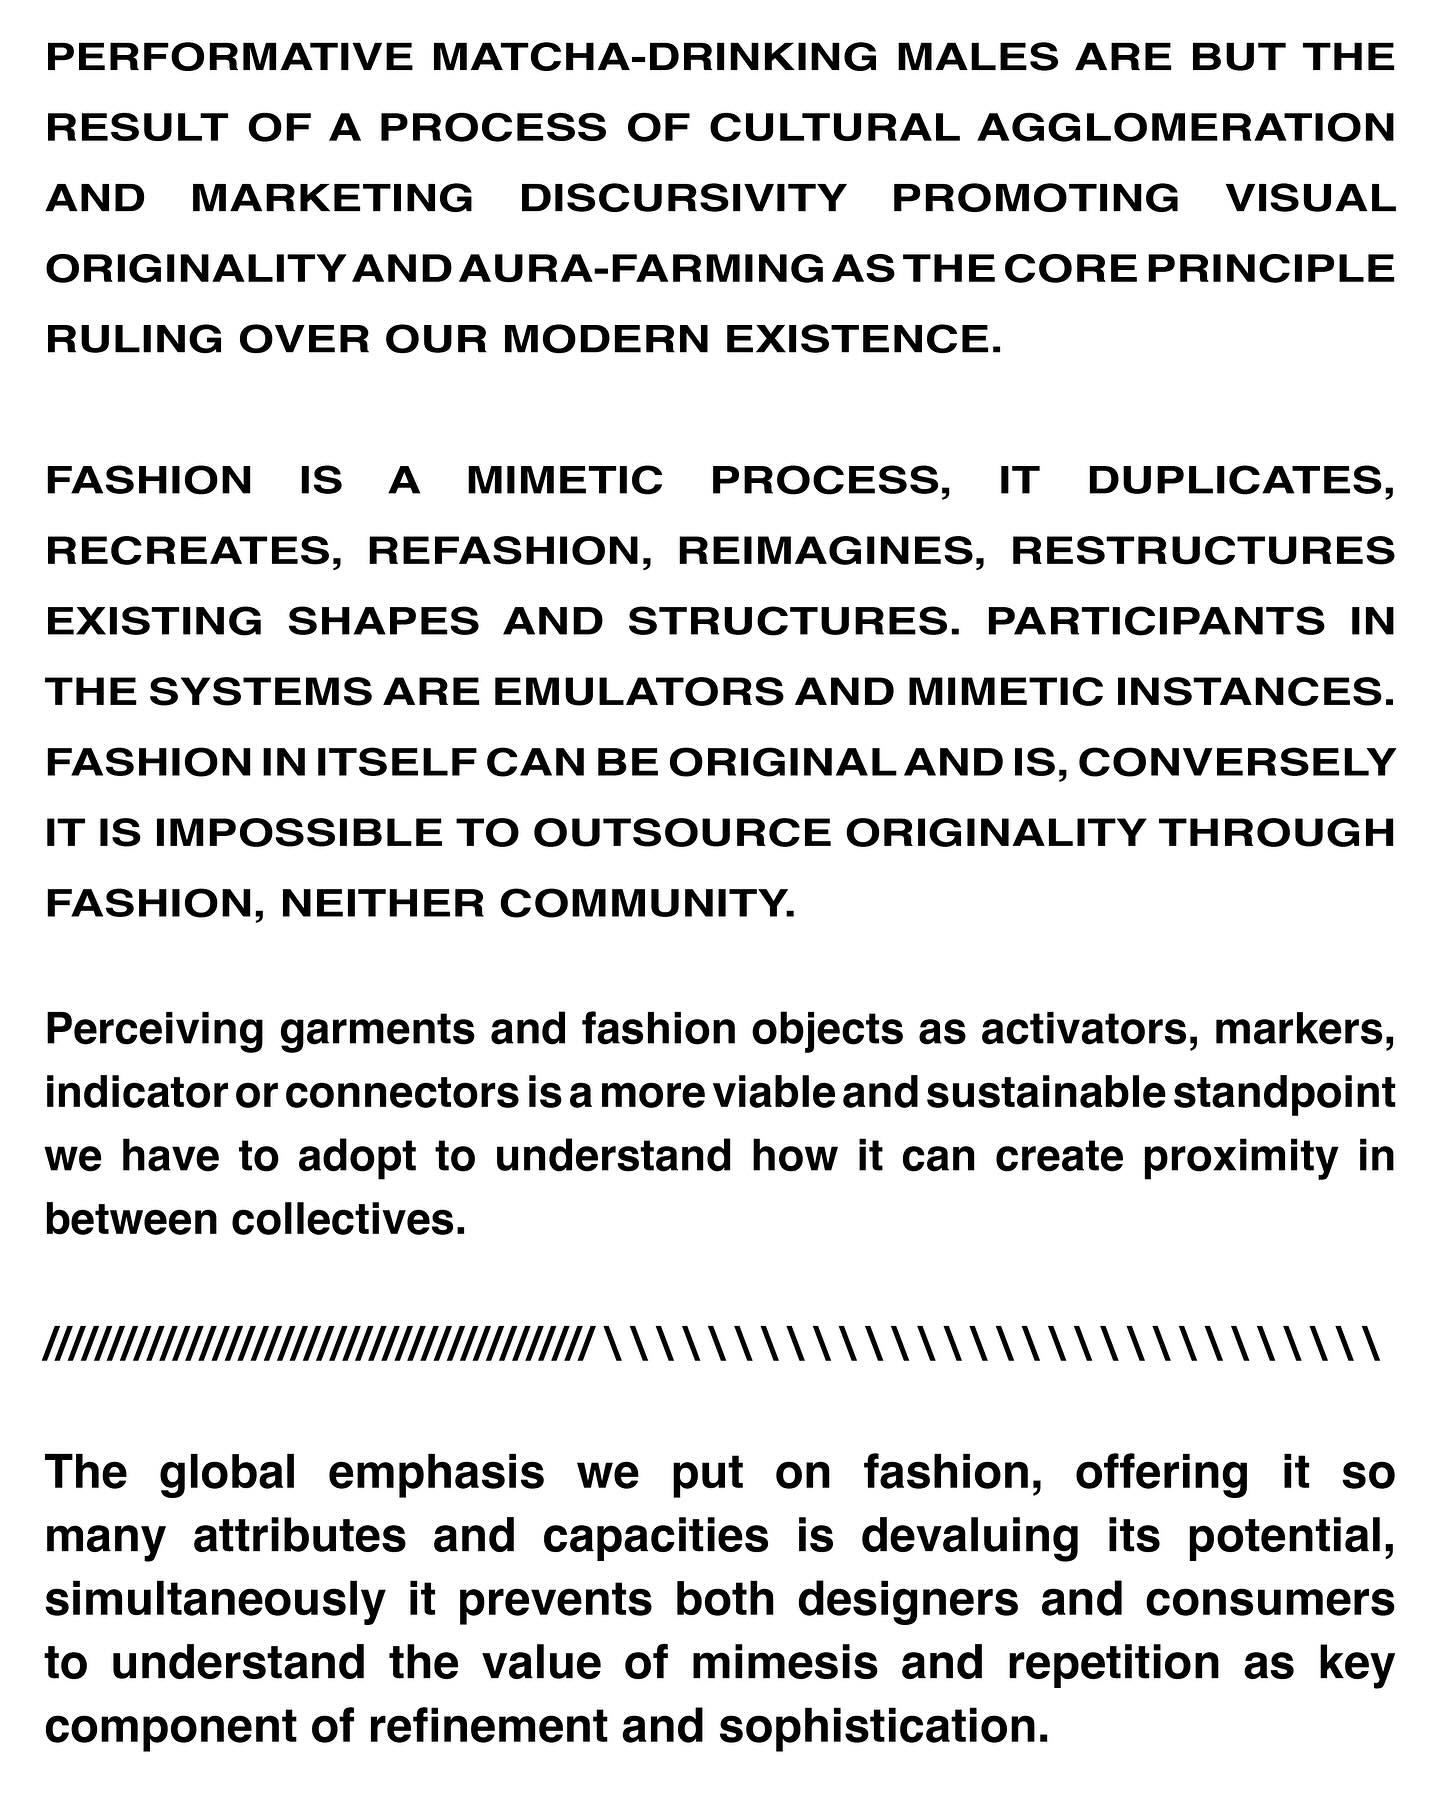 PERFORMATIVE MATCHA-DRINKING MALES ARE BUT THE
RESULT OF A PROCESS OF CULTURAL AGGLOMERATION
AND MARKETING DISCURSIVITY PROMOTING VISUAL
ORIGINALITY AND AURA-FARMING AS THE CORE PRINCIPLE
RULING OVER OUR MODERN EXISTENCE.
FASHION IS A MIMETIC PROCESS, IT DUPLICATES,
RECREATES, REFASHION, REIMAGINES, RESTRUCTURES
EXISTING SHAPES AND STRUCTURES. PARTICIPANTS IN
THE SYSTEMS ARE EMULATORS AND MIMETIC INSTANCES.
FASHION IN ITSELF CAN BE ORIGINAL AND IS, CONVERSELY
IT IS IMPOSSIBLE TO OUTSOURCE ORIGINALITY THROUGH
FASHION, NEITHER COMMUNITY.
Perceiving garments and fashion objects as activators, markers,
indicator or connectors is a more viable and sustainable standpoint
we have to adopt to understand how it can create proximity in
between collectives.
//////////////////////////////////////////\ \ \ \ \ \ \ \ \ \ \ \ \ \ \ \ \ \ \ \ \ \ \ \ \ \ \ \ \ \
The global emphasis we put on fashion, offering it so
many attributes and capacities is devaluing its potential,
simultaneously it prevents both designers and consumers
to understand the value of mimesis and repetition as key
component of refinement and sophistication.